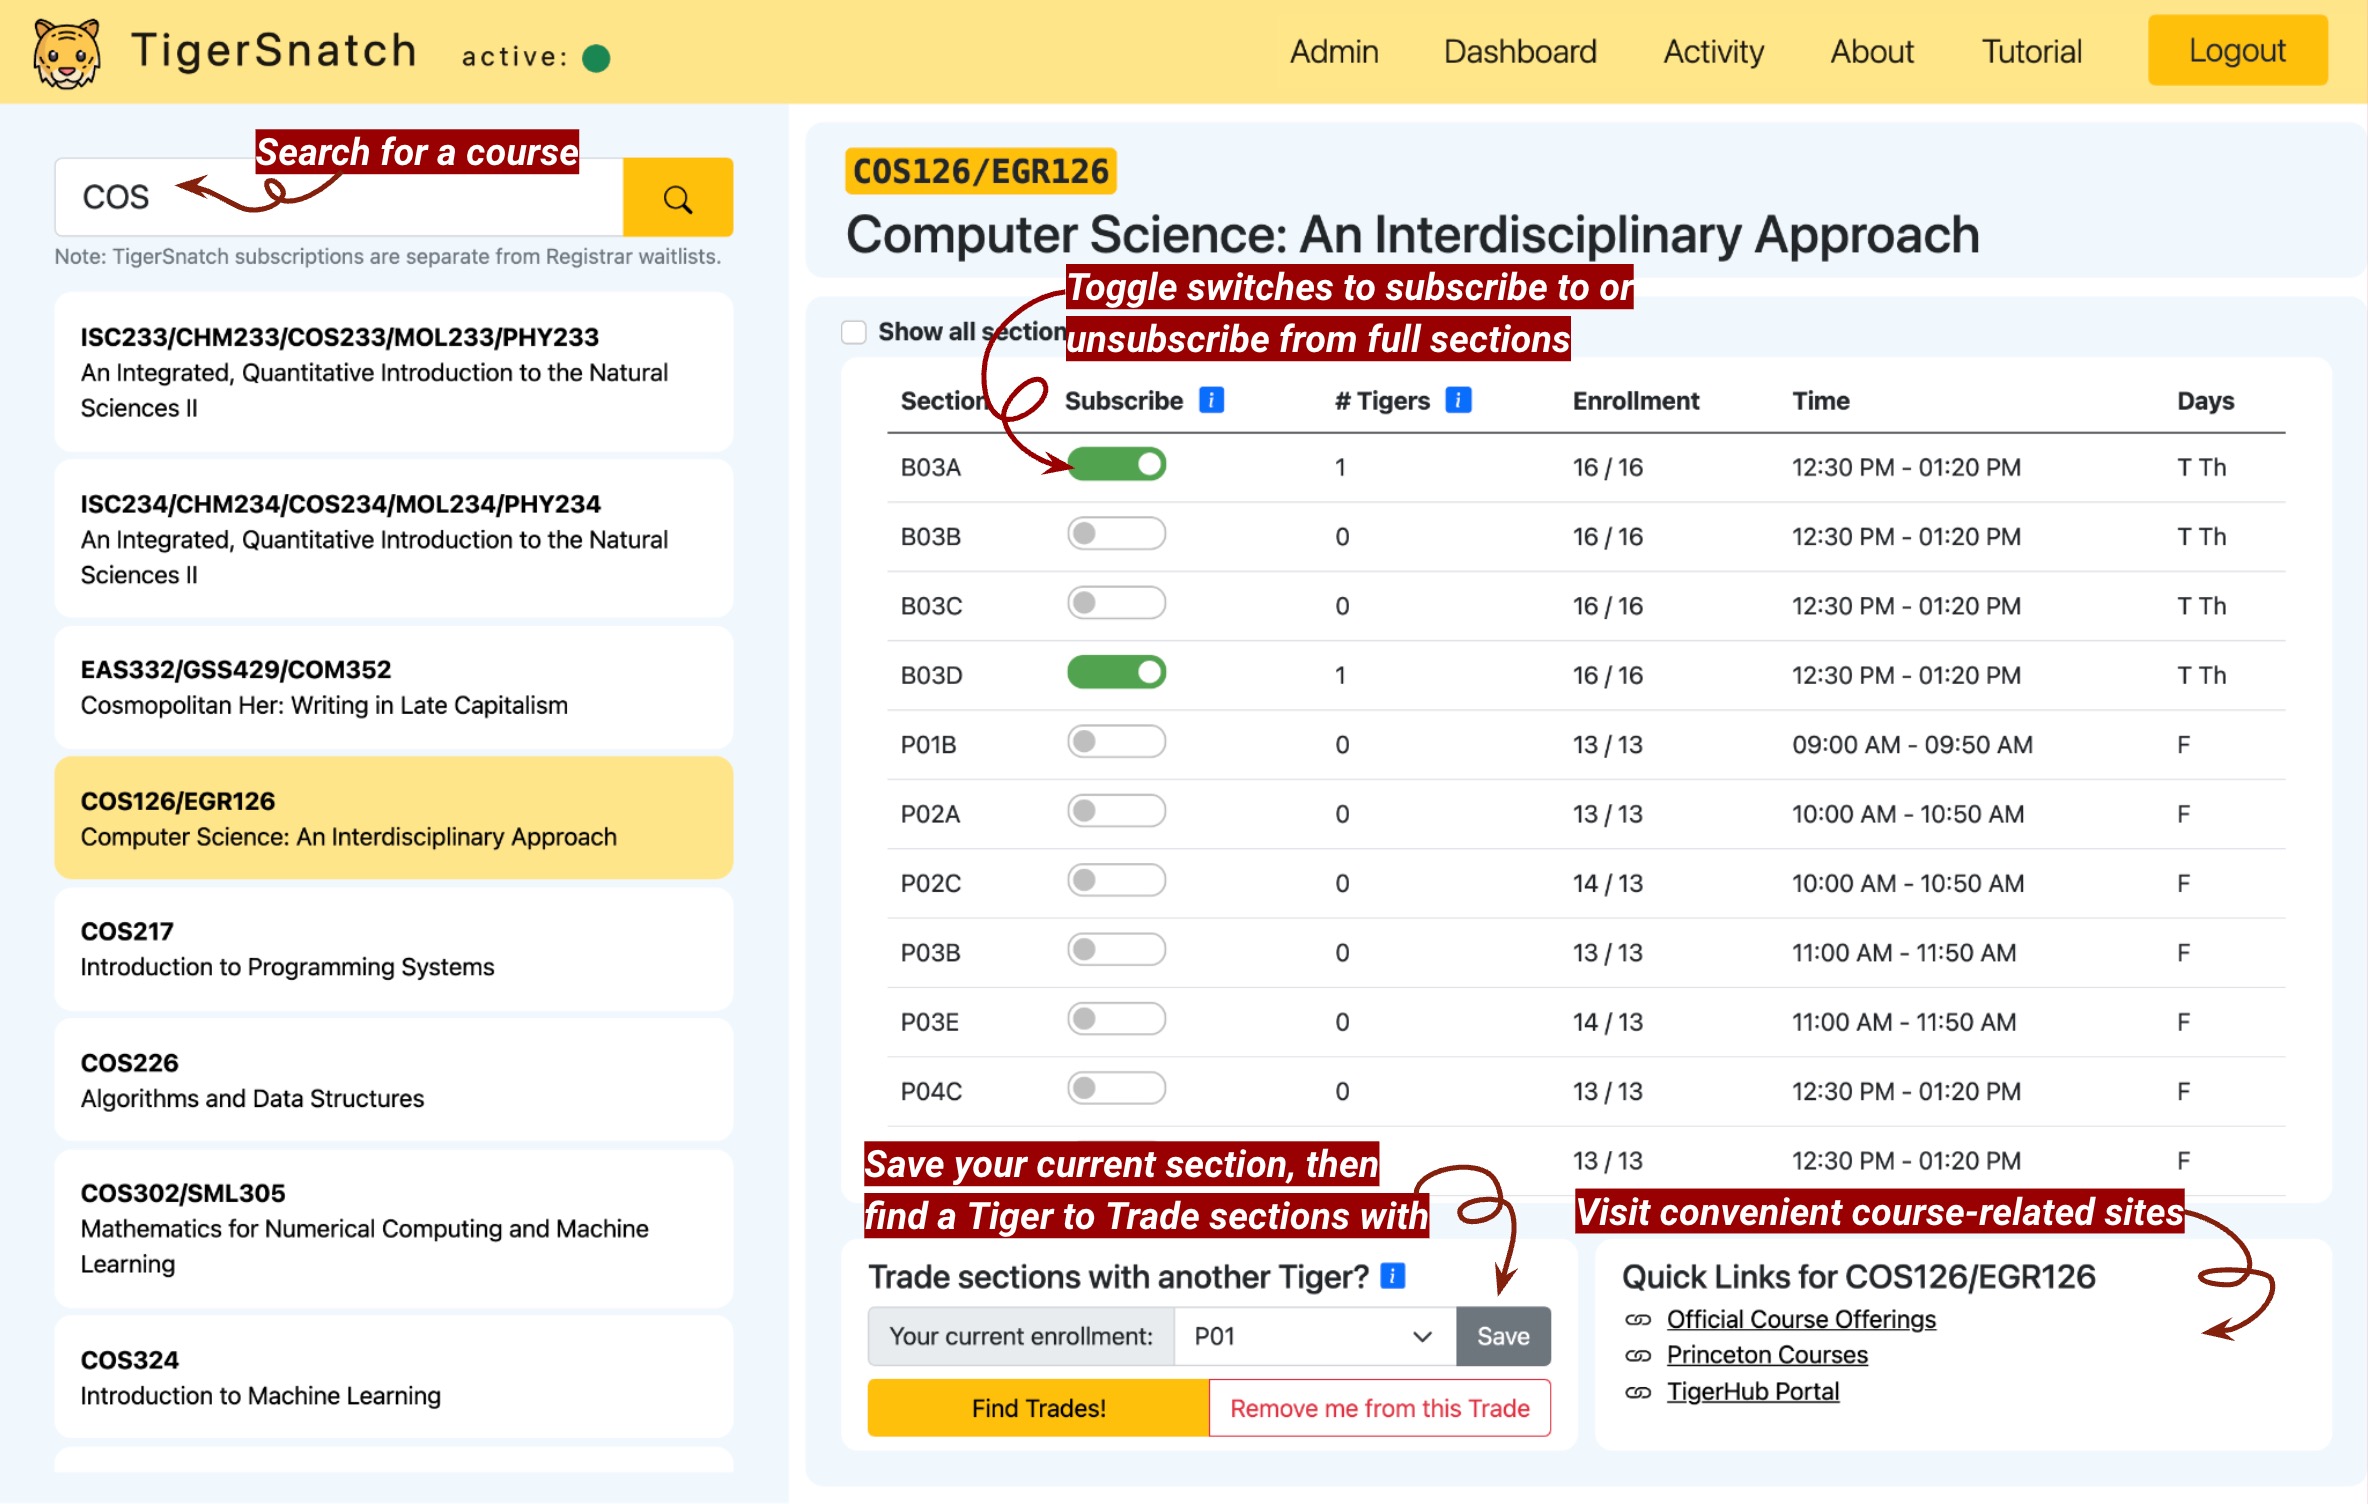 TigerSnatch active:
Admin Dashboard Activity About Tutorial Logout
Search for a course
COS
Note: TigerSnatch subscriptions are separate from Registrar waitlists.
ISC233/CHM233/COS233/MOL233/PHY233
An Integrated, Quantitative Introduction to the Natural
Sciences II
ISC234/CHM234/COS234/MOL234/PHY234
An Integrated, Quantitative Introduction to the Natural
Sciences II
EAS332/GSS429/COM352
Cosmopolitan Her: Writing in Late Capitalism
COS126/EGR126
Computer Science: An Interdisciplinary Approach
COS217
Introduction to Programming Systems
COS226
Algorithms and Data Structures
COS302/SML305
Mathematics for Numerical Computing and Machine
Learning
COS324
Introduction to Machine Learning
COS126/EGR126
Computer Science: An Interdisciplinary Approach
Toggle switches to subscribe to or
unsubscribe from full sections
Show all section
Section Subscribe i # Tigers i Enrollment Time Days
B03A 1 16 / 16 12:30 PM - 01:20 PM T Th
B03B 0 16 / 16 12:30 PM - 01:20 PM T Th
B03C 0 16 / 16 12:30 PM - 01:20 PM T Th
B03D 1 16 / 16 12:30 PM - 01:20 PM T Th
P01B 0 13 / 13 09:00 AM - 09:50 AM F
P02A 0 13 / 13 10:00 AM - 10:50 AM F
P02C 0 14 / 13 10:00 AM - 10:50 AM F
P03B 0 13 / 13 11:00 AM - 11:50 AM F
P03E 0 14 / 13 11:00 AM - 11:50 AM F
P04C 0 13 / 13 12:30 PM - 01:20 PM F
13 / 13 12:30 PM - 01:20 PM F
Save your current section, then
find a Tiger to Trade sections with
Trade sections with another Tiger? i
Your current enrollment: P01 Save
Find Trades! Remove me from this Trade
Visit convenient course-related sites
Quick Links for COS126/EGR126
Official Course Offerings
Princeton Courses
TigerHub Portal